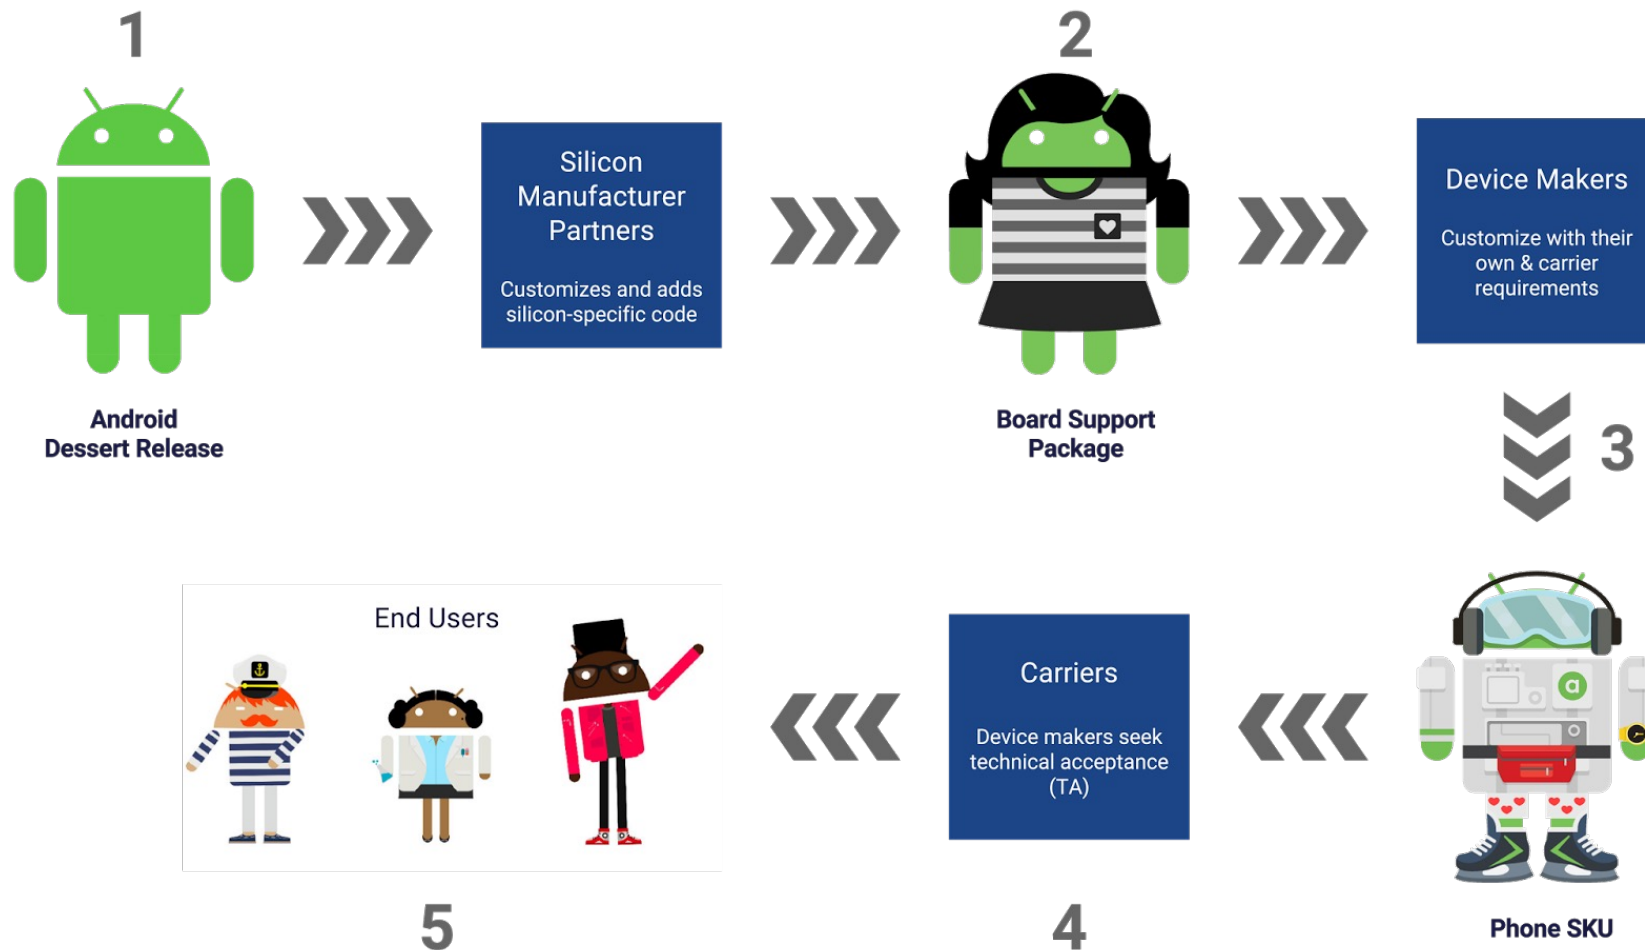 1
2
Silicon
Manufacturer
Partners
Customizes and adds
silicon-specific code
Device Makers
Customize with their
own & carrier
requirements
Android
Dessert Release
Board Support
Package
3
End Users
Carriers
Device makers seek
technical acceptance
(TA)
a
Phone SKU
5
4